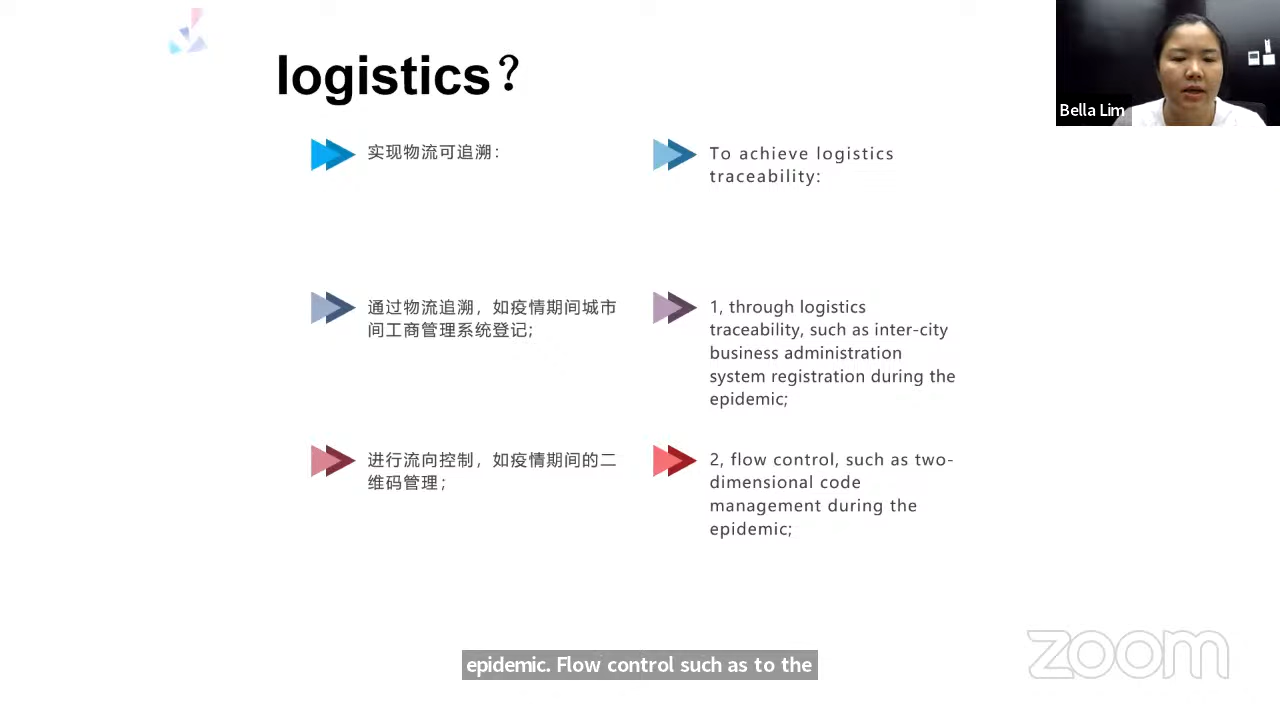 logistics？
Bella Lim
实现物流可追溯：
To achieve logistics
traceability:
通过物流追溯，如疫情期间城市
间工商管理系统登记;
1, through logistics
traceability, such as inter-city
business administration
system registration during the
epidemic;
进行流向控制，如疫情期间的二
维码管理；
2, flow control, such as two-
dimensional code
management during the
epidemic;
epidemic. Flow control such as to the
zoom